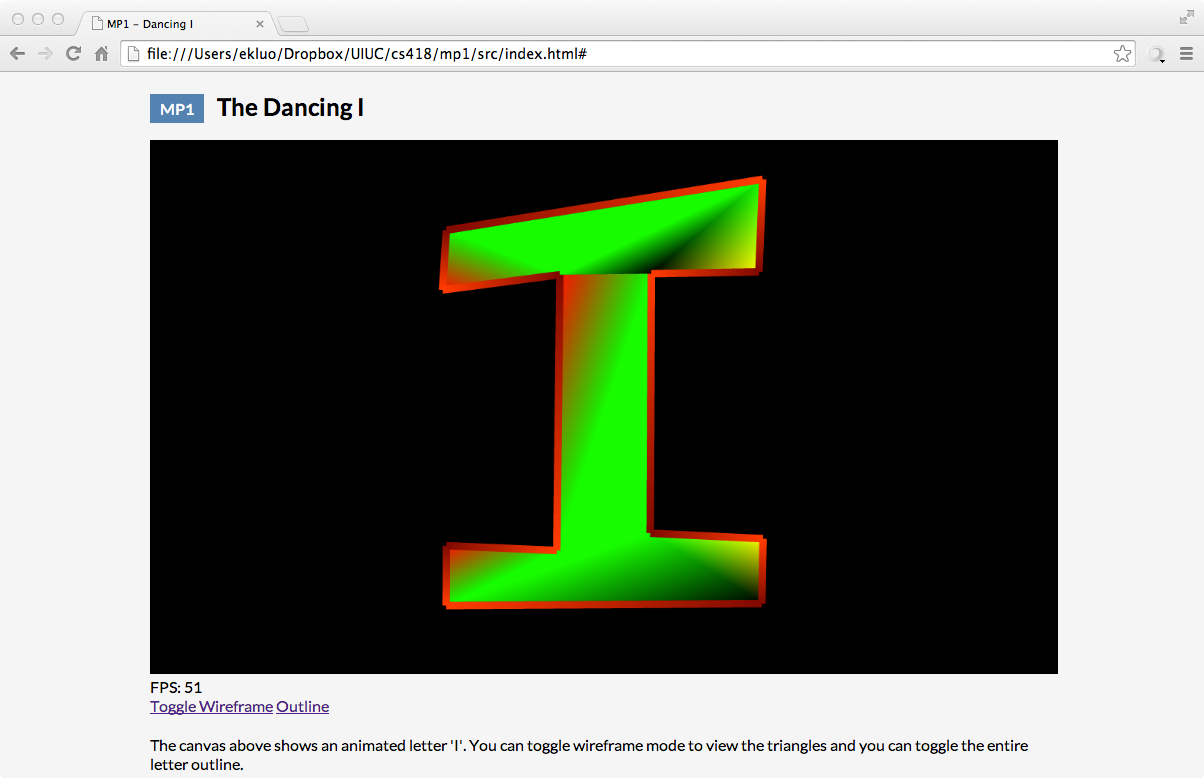 MP1 – Dancing I
file:///Users/ekluo/Dropbox/UIUC/cs418/mp1/src/index.html#
MP1 The Dancing I
I
FPS: 51
Toggle Wireframe Outline
The canvas above shows an animated letter 'I'. You can toggle wireframe mode to view the triangles and you can toggle the entire
letter outline.